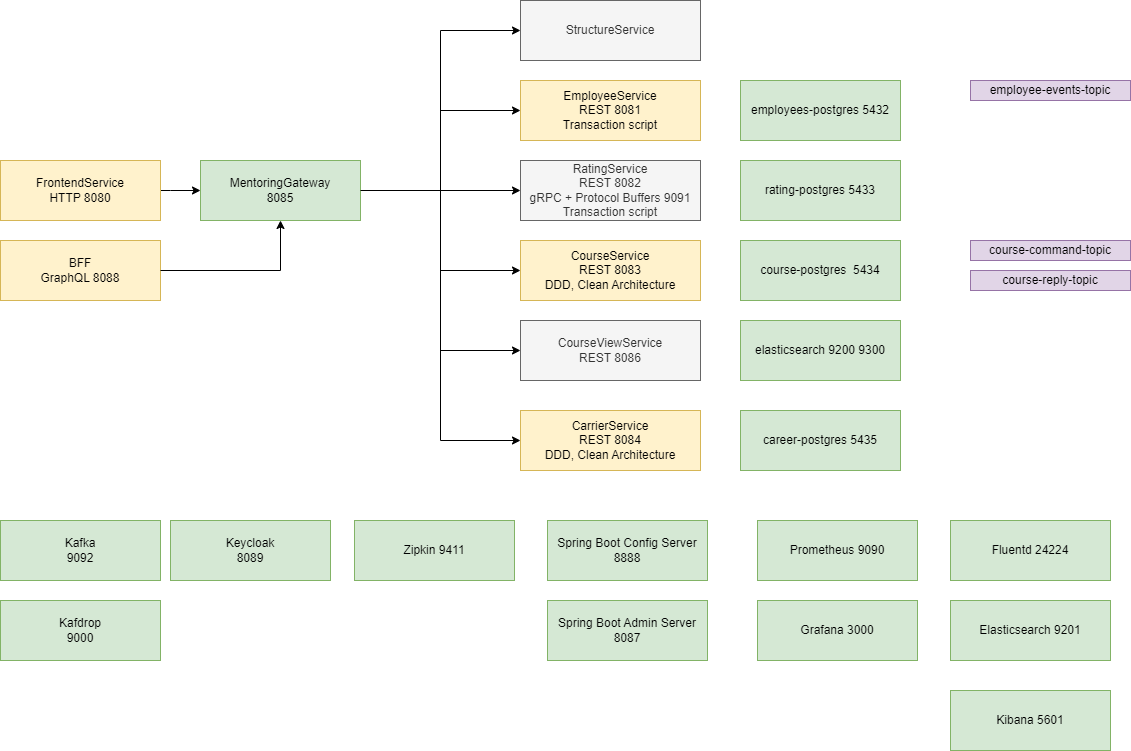 StructureService
EmployeeService
REST 8081
Transaction script
employees-postgres 5432
employee-events-topic
FrontendService
HTTP 8080
MentoringGateway
8085
RatingService
REST 8082
gRPC + Protocol Buffers 9091
Transaction script
rating-postgres 5433
BFF
GraphQL 8088
CourseService
REST 8083
DDD, Clean Architecture
course-postgres 5434
course-command-topic
course-reply-topic
CourseViewService
REST 8086
elasticsearch 9200 9300
CarrierService
REST 8084
DDD, Clean Architecture
career-postgres 5435
Kafka
9092
Keycloak
8089
Zipkin 9411
Spring Boot Config Server
8888
Prometheus 9090
Fluentd 24224
Kafdrop
9000
Spring Boot Admin Server
8087
Grafana 3000
Elasticsearch 9201
Kibana 5601